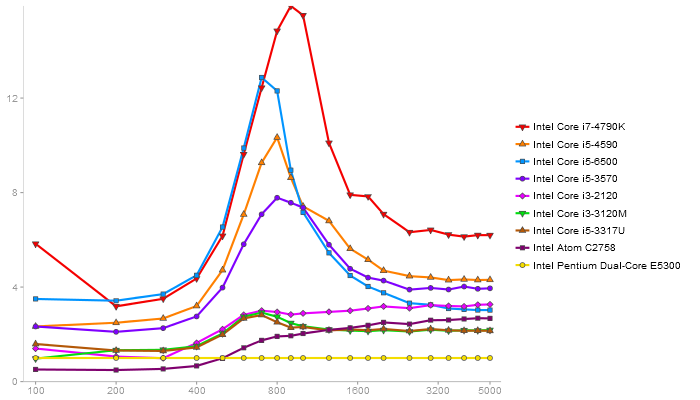 12
8
4
0
100 200 400 800 1600 3200 5000
Intel Core i7-4790K
Intel Core i5-4590
Intel Core i5-6500
Intel Core i5-3570
Intel Core i3-2120
Intel Core i3-3120M
Intel Core i5-3317U
Intel Atom C2758
Intel Pentium Dual-Core E5300